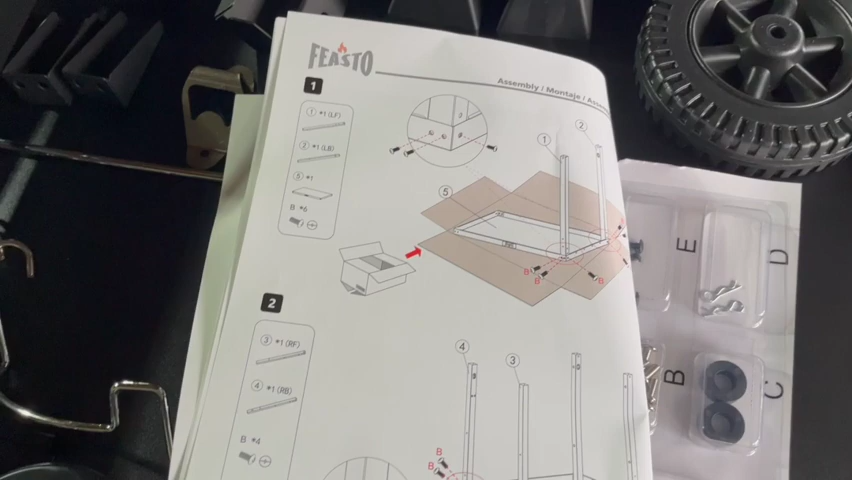 FEASTO
Assembly / Montaje /
1
① *1 (LF)
② *1 (LB)
⑤ *1
B *6
①
②
⑤
B
B
B
2
③ *1 (RF)
④ *1 (RB)
B *4
④
③
B
B
E
D
B
C